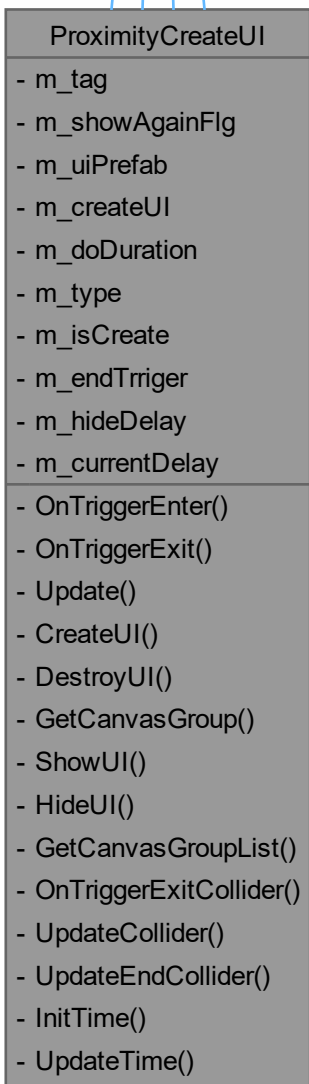 ProximityCreateUI
- m_tag
- m_showAgainFlg
- m_uiPrefab
- m_createUI
- m_doDuration
- m_type
- m_isCreate
- m_endTrriger
- m_hideDelay
- m_currentDelay
- OnTriggerEnter()
- OnTriggerExit()
- Update()
- CreateUI()
- DestroyUI()
- GetCanvasGroup()
- ShowUI()
- HideUI()
- GetCanvasGroupList()
- OnTriggerExitCollider()
- UpdateCollider()
- UpdateEndCollider()
- InitTime()
- UpdateTime()